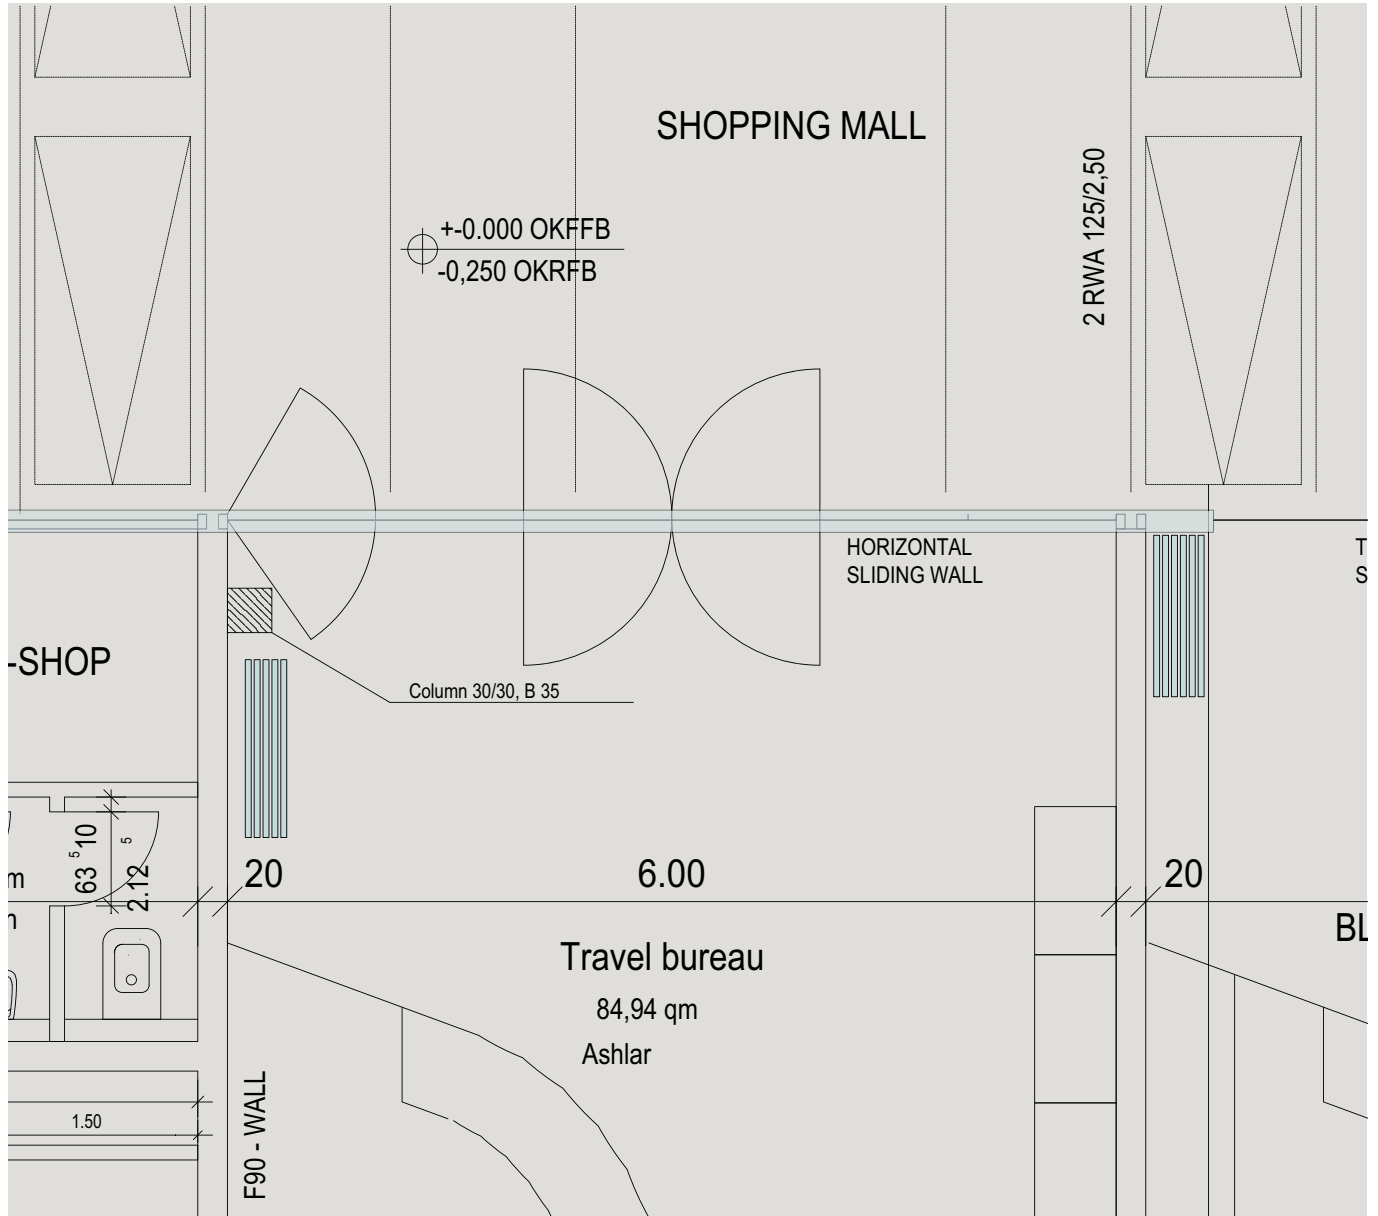 SHOPPING MALL
2 RWA 125/2,50
+-0.000 OKFFB
-0,250 OKRFB
HORIZONTAL
SLIDING WALL
T
S
-SHOP
Column 30/30, B 35
63 5 10
2.12 5
m
20
6.00
20
BL
Travel bureau
84,94 qm
Ashlar
F90 - WALL
1.50